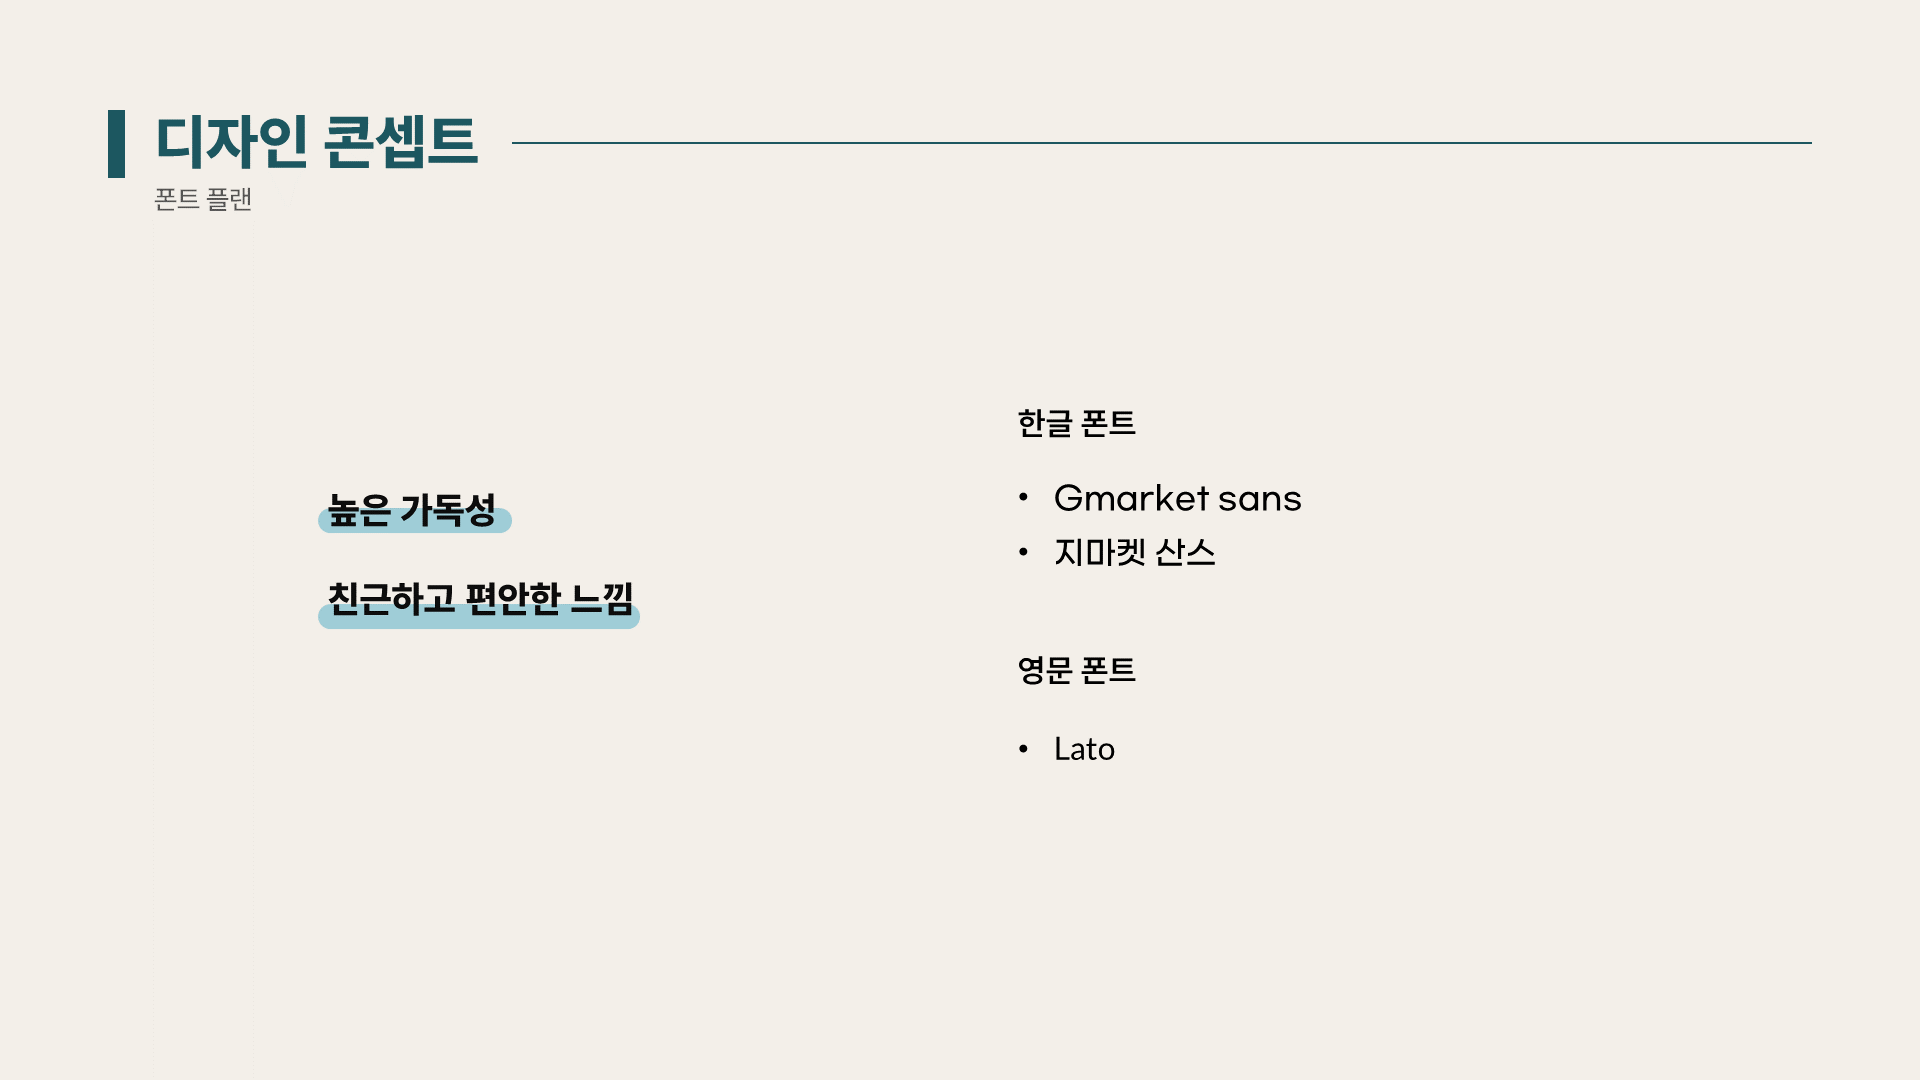 디자인 콘셉트
폰트 플랜
높은 가독성
친근하고 편안한 느낌
한글 폰트
• Gmarket sans
• 지마켓 산스
영문 폰트
• Lato